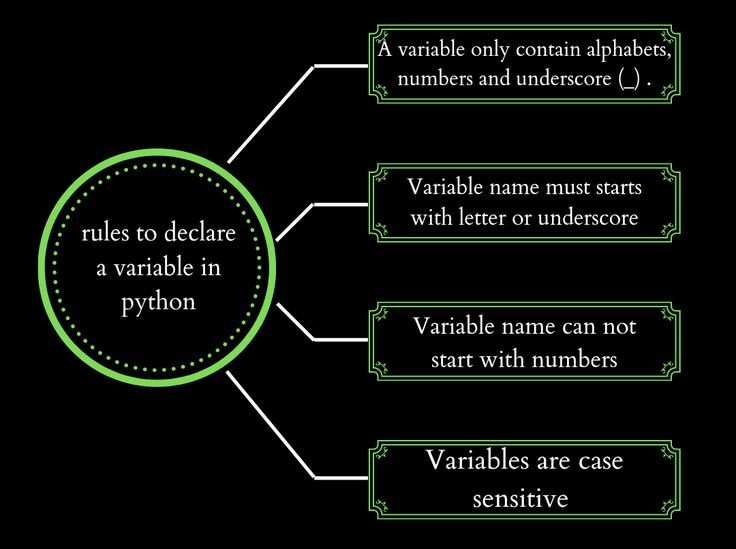 rules to declare
a variable in
python
A variable only contain alphabets,
numbers and underscore (_) .
Variable name must starts
with letter or underscore
Variable name can not
start with numbers
Variables are case
sensitive